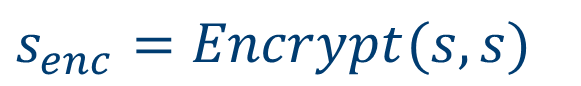 s_enc = Encrypt(s, s)